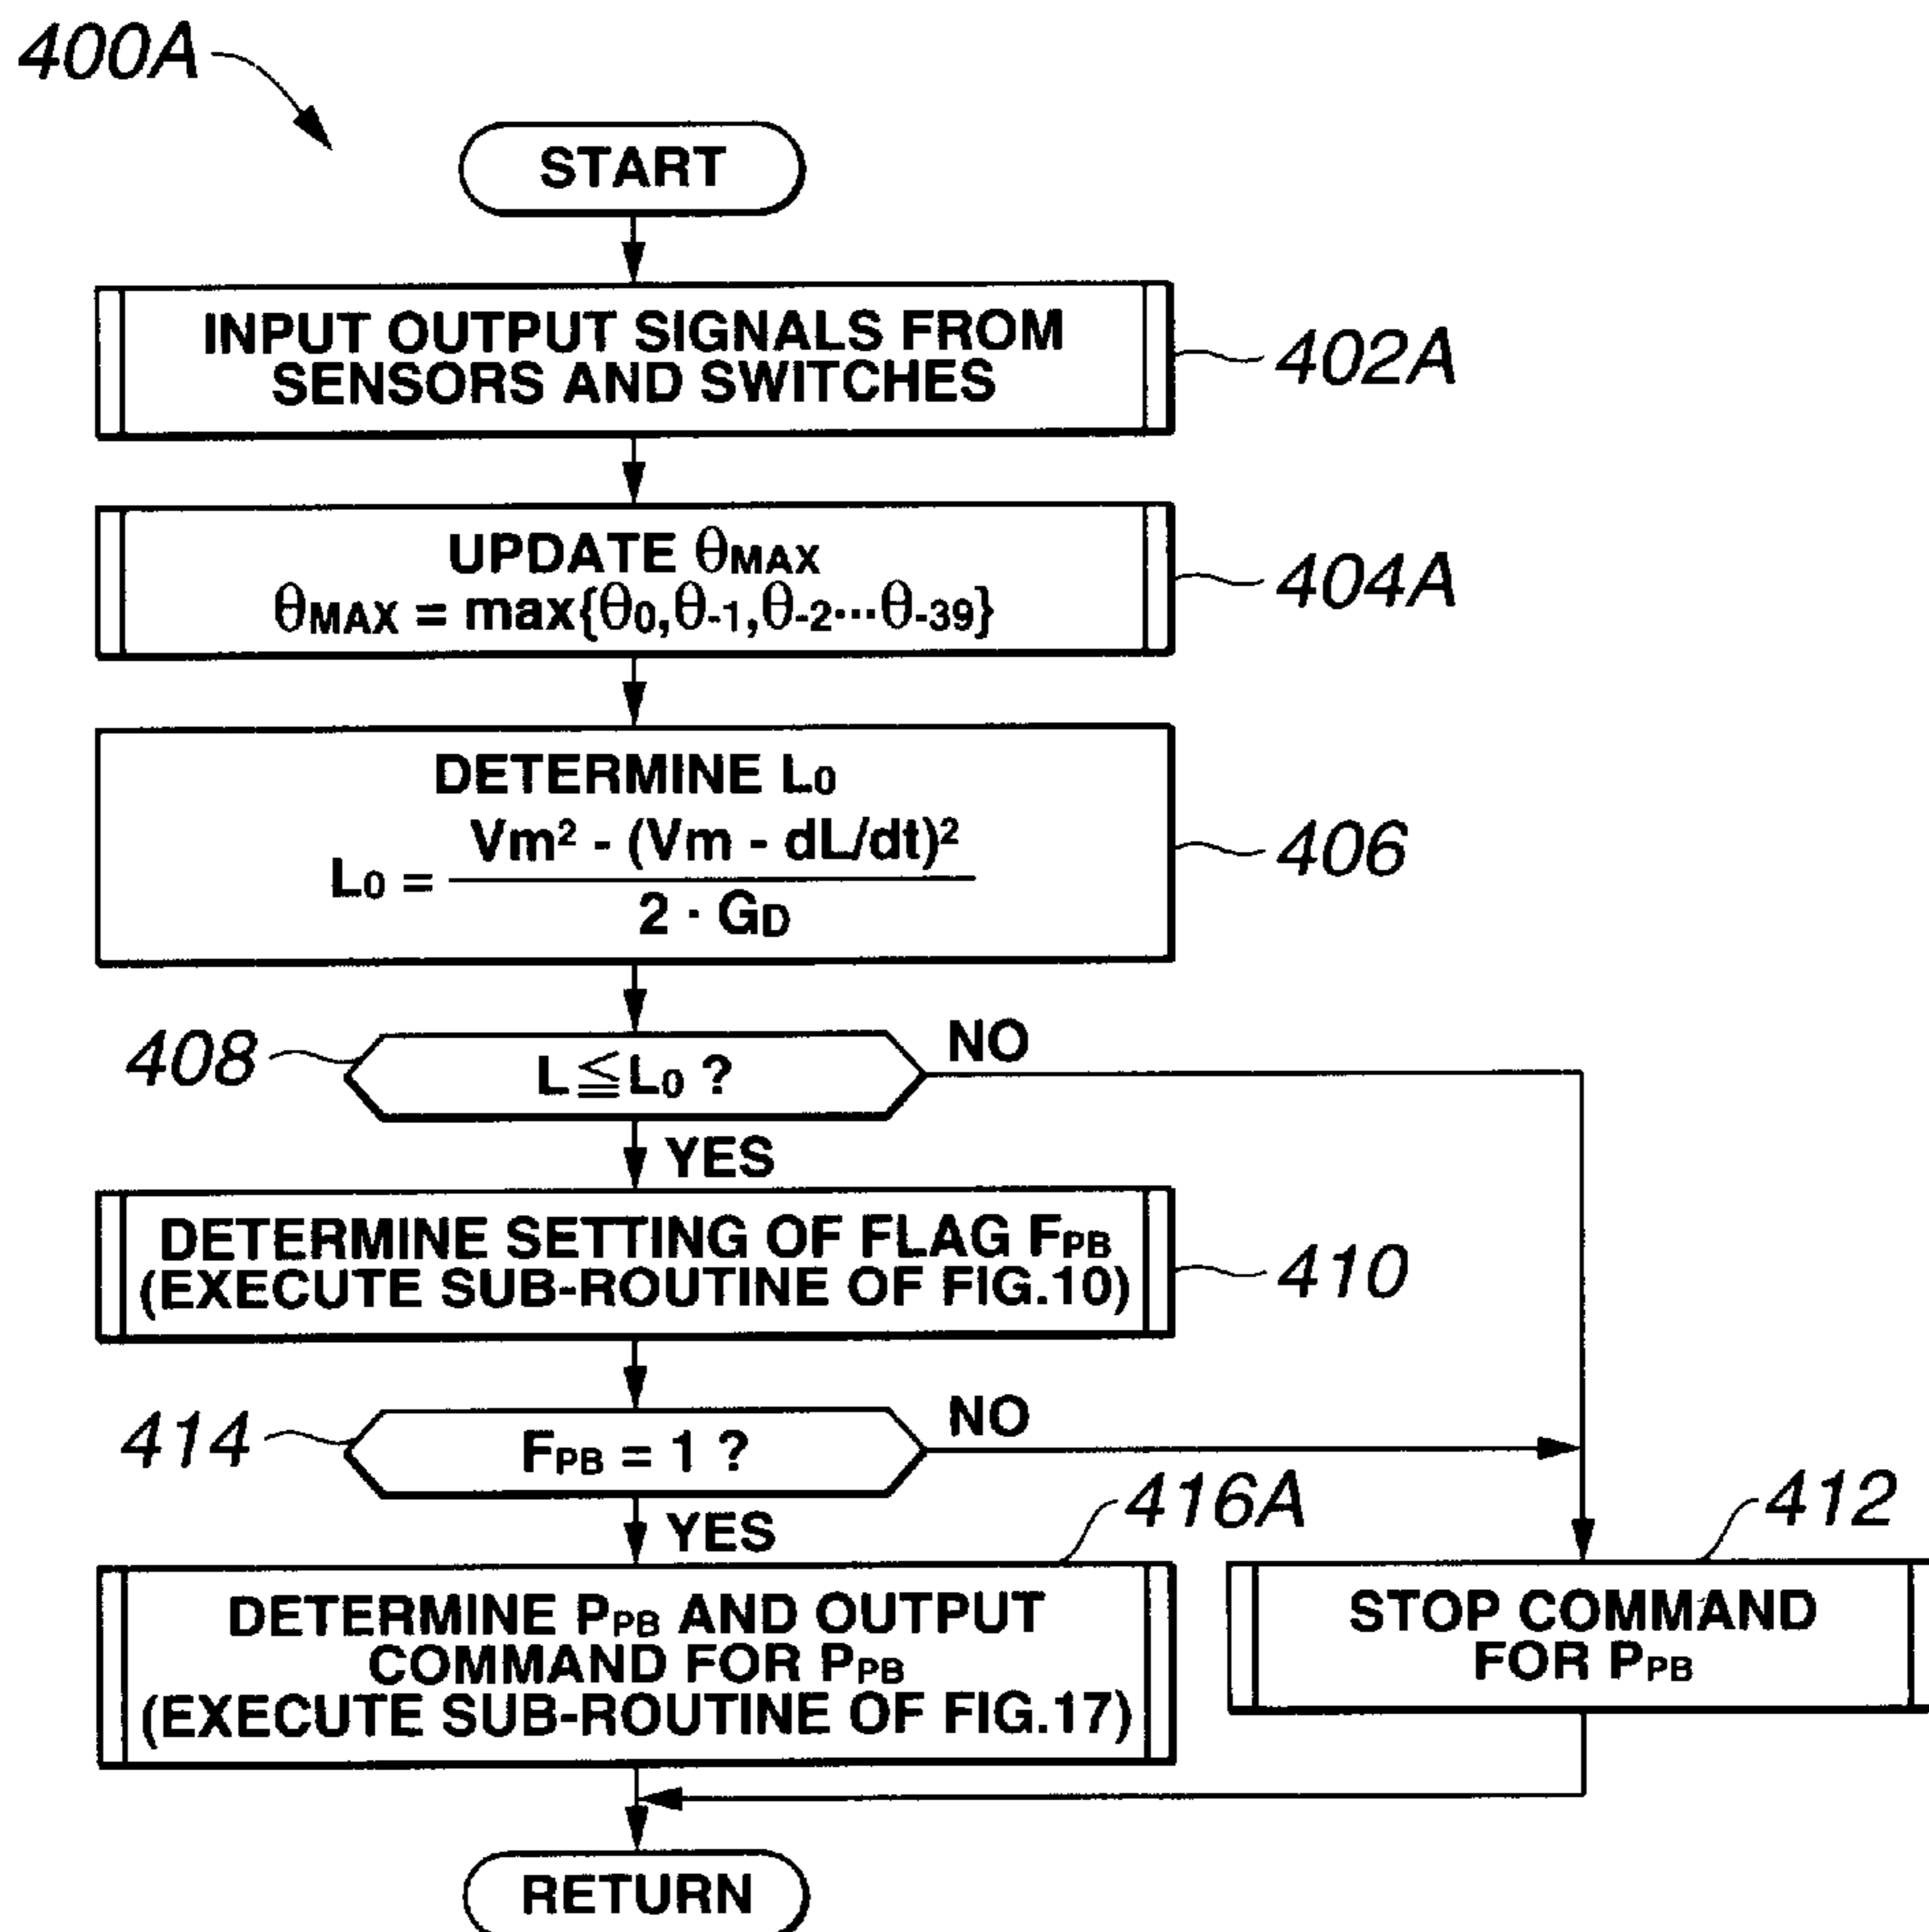 400A
START
INPUT OUTPUT SIGNALS FROM
SENSORS AND SWITCHES
402A
UPDATE θMAX
θMAX = max{θ0,θ-1,θ-2···θ-39}
404A
DETERMINE L0
L0 = Vm² - (Vm - dL/dt)²
2 · GD
406
408
L≦L0 ?
NO
YES
DETERMINE SETTING OF FLAG FPB
(EXECUTE SUB-ROUTINE OF FIG.10)
410
414
FPB = 1 ?
NO
YES
416A
412
DETERMINE PPB AND OUTPUT
COMMAND FOR PPB
(EXECUTE SUB-ROUTINE OF FIG.17)
STOP COMMAND
FOR PPB
RETURN